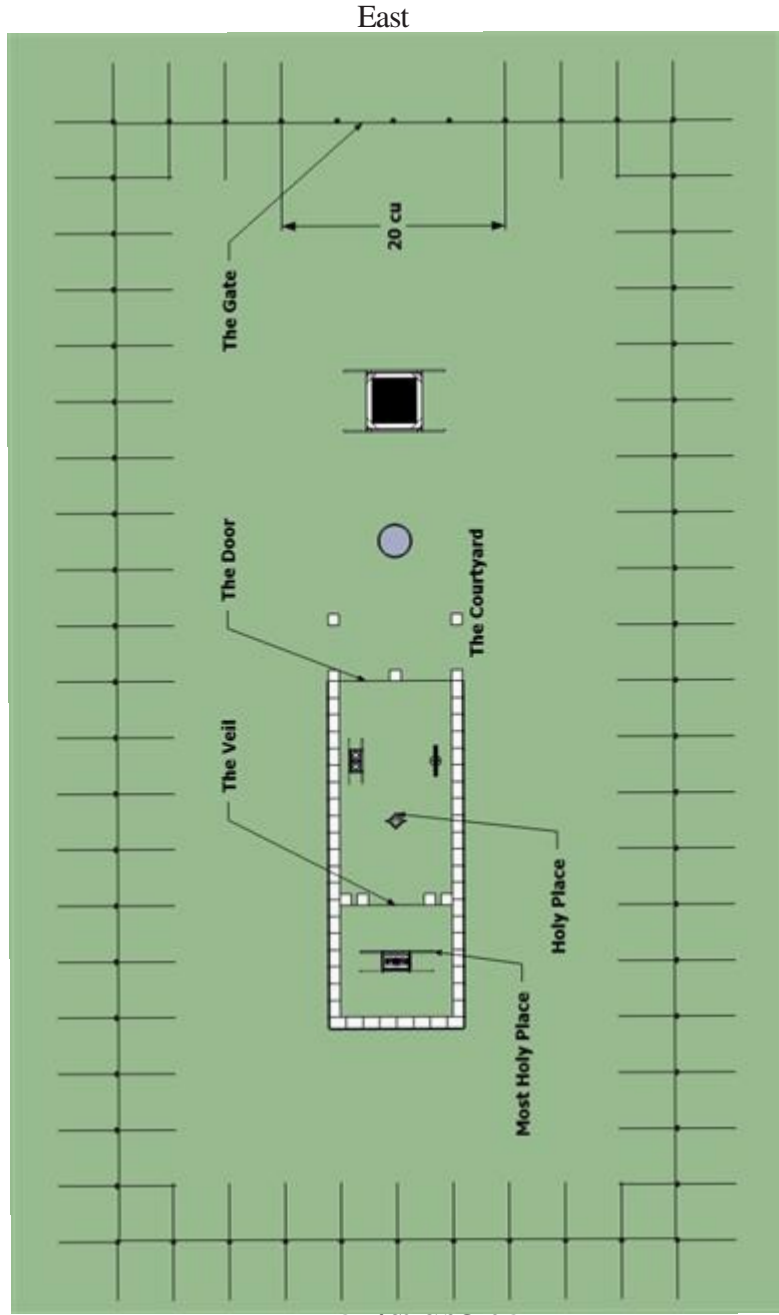 East
The Gate
20 cu
The Door
The Courtyard
The Veil
Holy Place
Most Holy Place